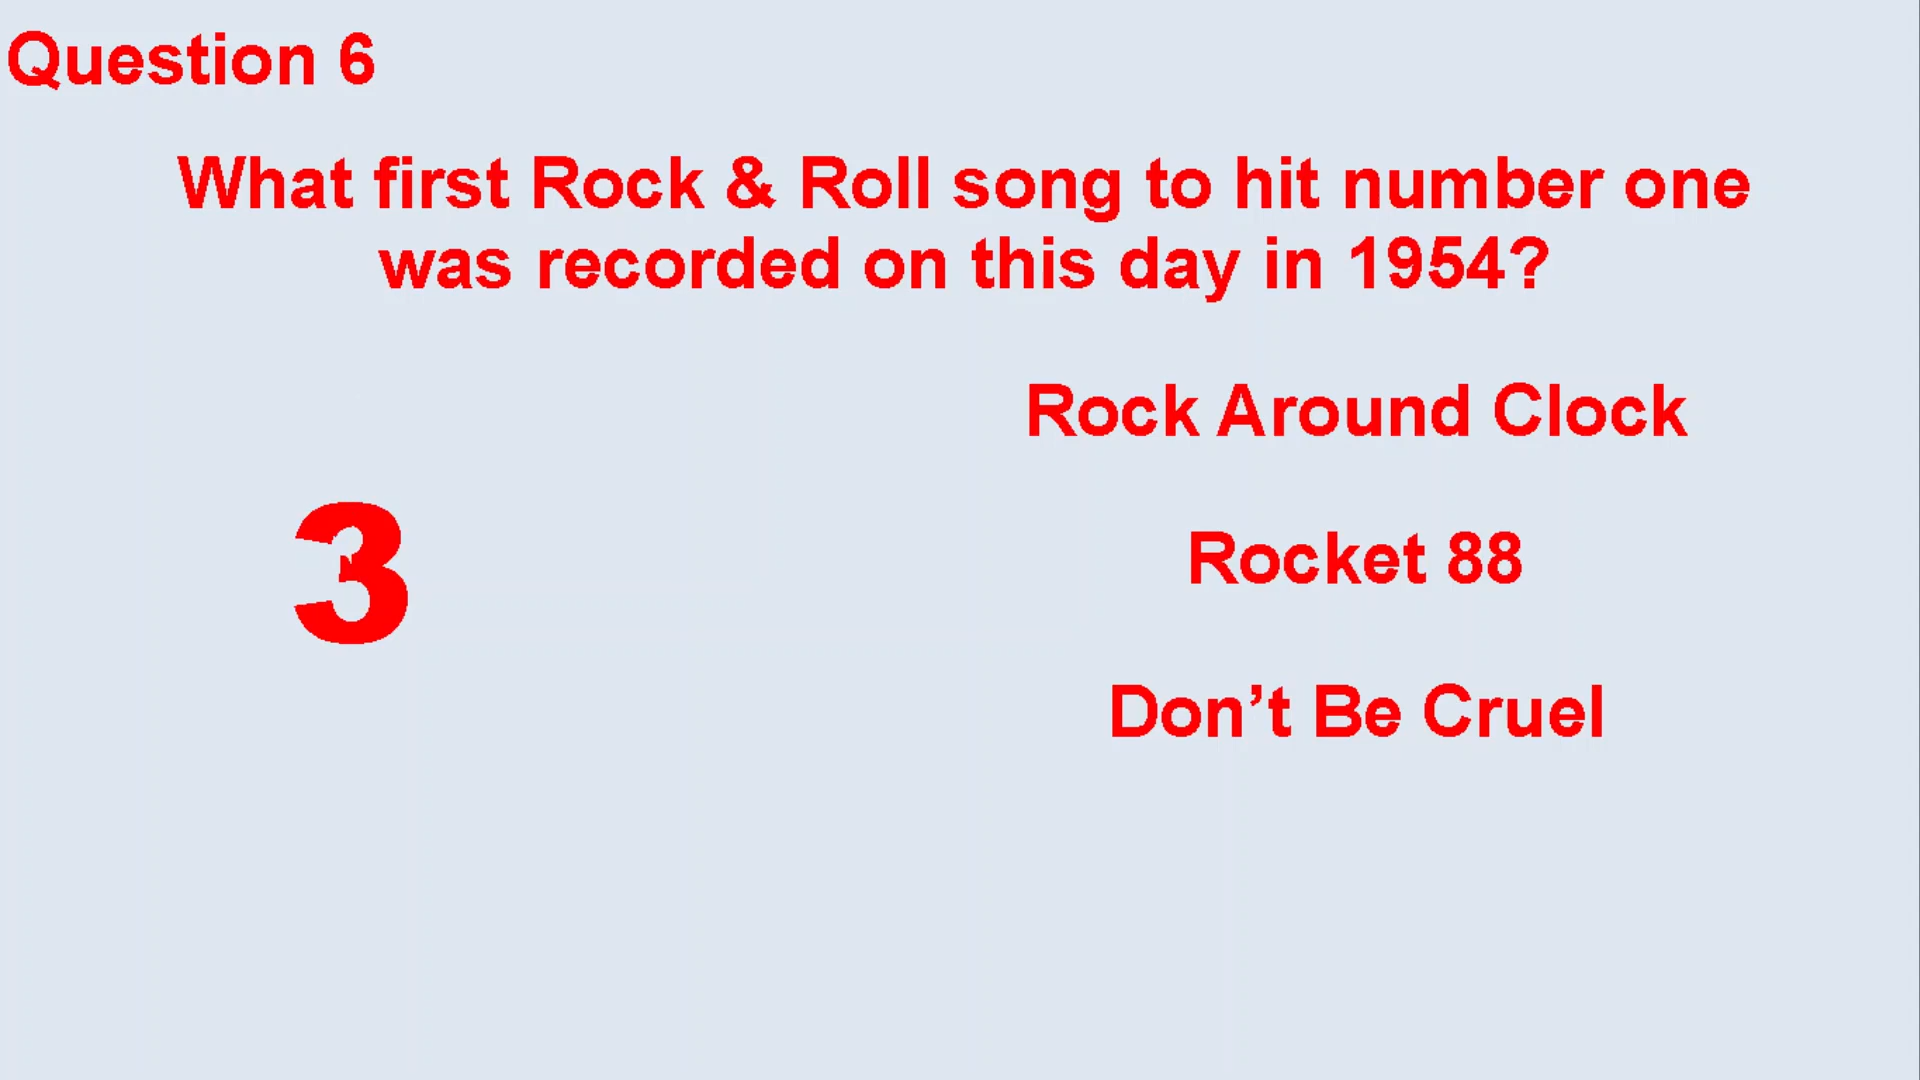 Question 6
What first Rock & Roll song to hit number one
was recorded on this day in 1954?
Rock Around Clock
3
Rocket 88
Don’t Be Cruel